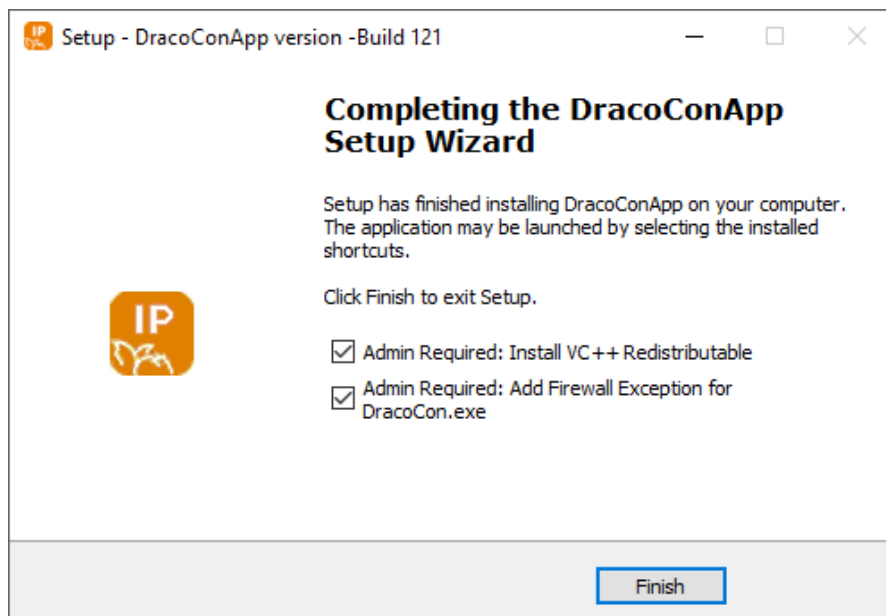 Setup - DracoConApp version -Build 121
Completing the DracoConApp
Setup Wizard
Setup has finished installing DracoConApp on your computer.
The application may be launched by selecting the installed
shortcuts.
Click Finish to exit Setup.
IP
Admin Required: Install VC++ Redistributable
Admin Required: Add Firewall Exception for
DracoCon.exe
Finish